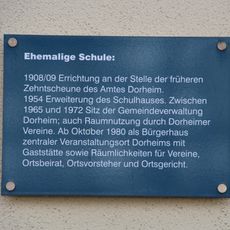 Ehemalige Schule:
1908/09 Errichtung an der Stelle der früheren
Zehntscheune des Amtes Dorheim.
1954 Erweiterung des Schulhauses. Zwischen
1965 und 1972 Sitz der Gemeindeverwaltung
Dorheim; auch Raumnutzung durch Dorheimer
Vereine. Ab Oktober 1980 als Bürgerhaus
zentraler Veranstaltungsort Dorheims mit
Gaststätte sowie Räumlichkeiten für Vereine,
Ortsbeirat, Ortsvorsteher und Ortsgericht.